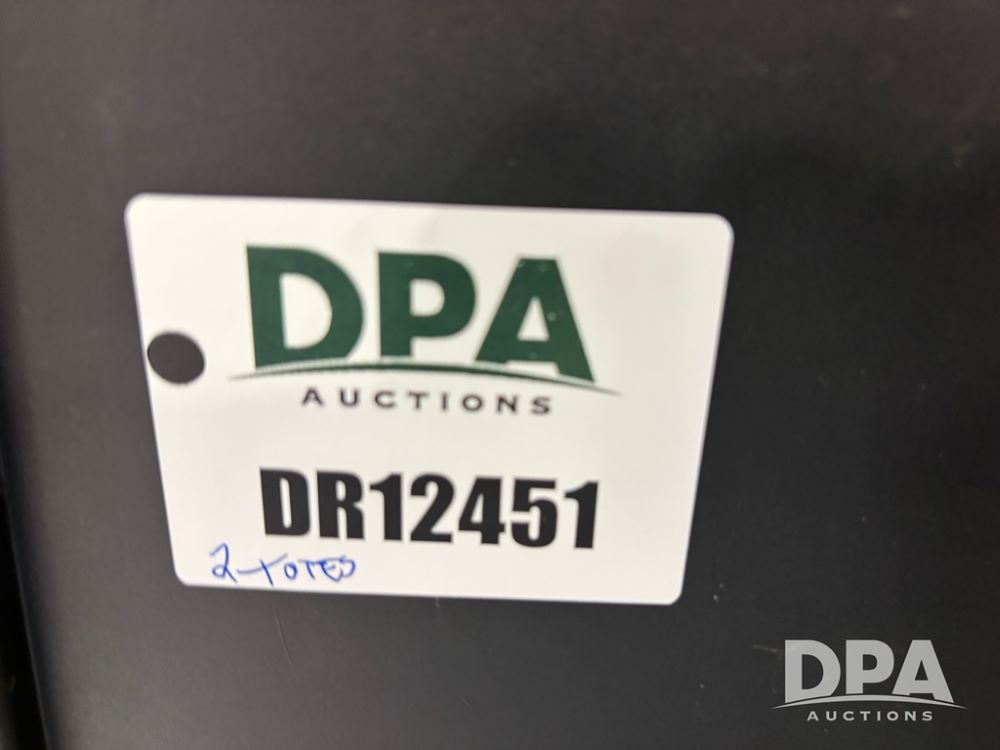 DPA
AUCTIONS
DR12451
2-TOTES
DPA
AUCTIONS